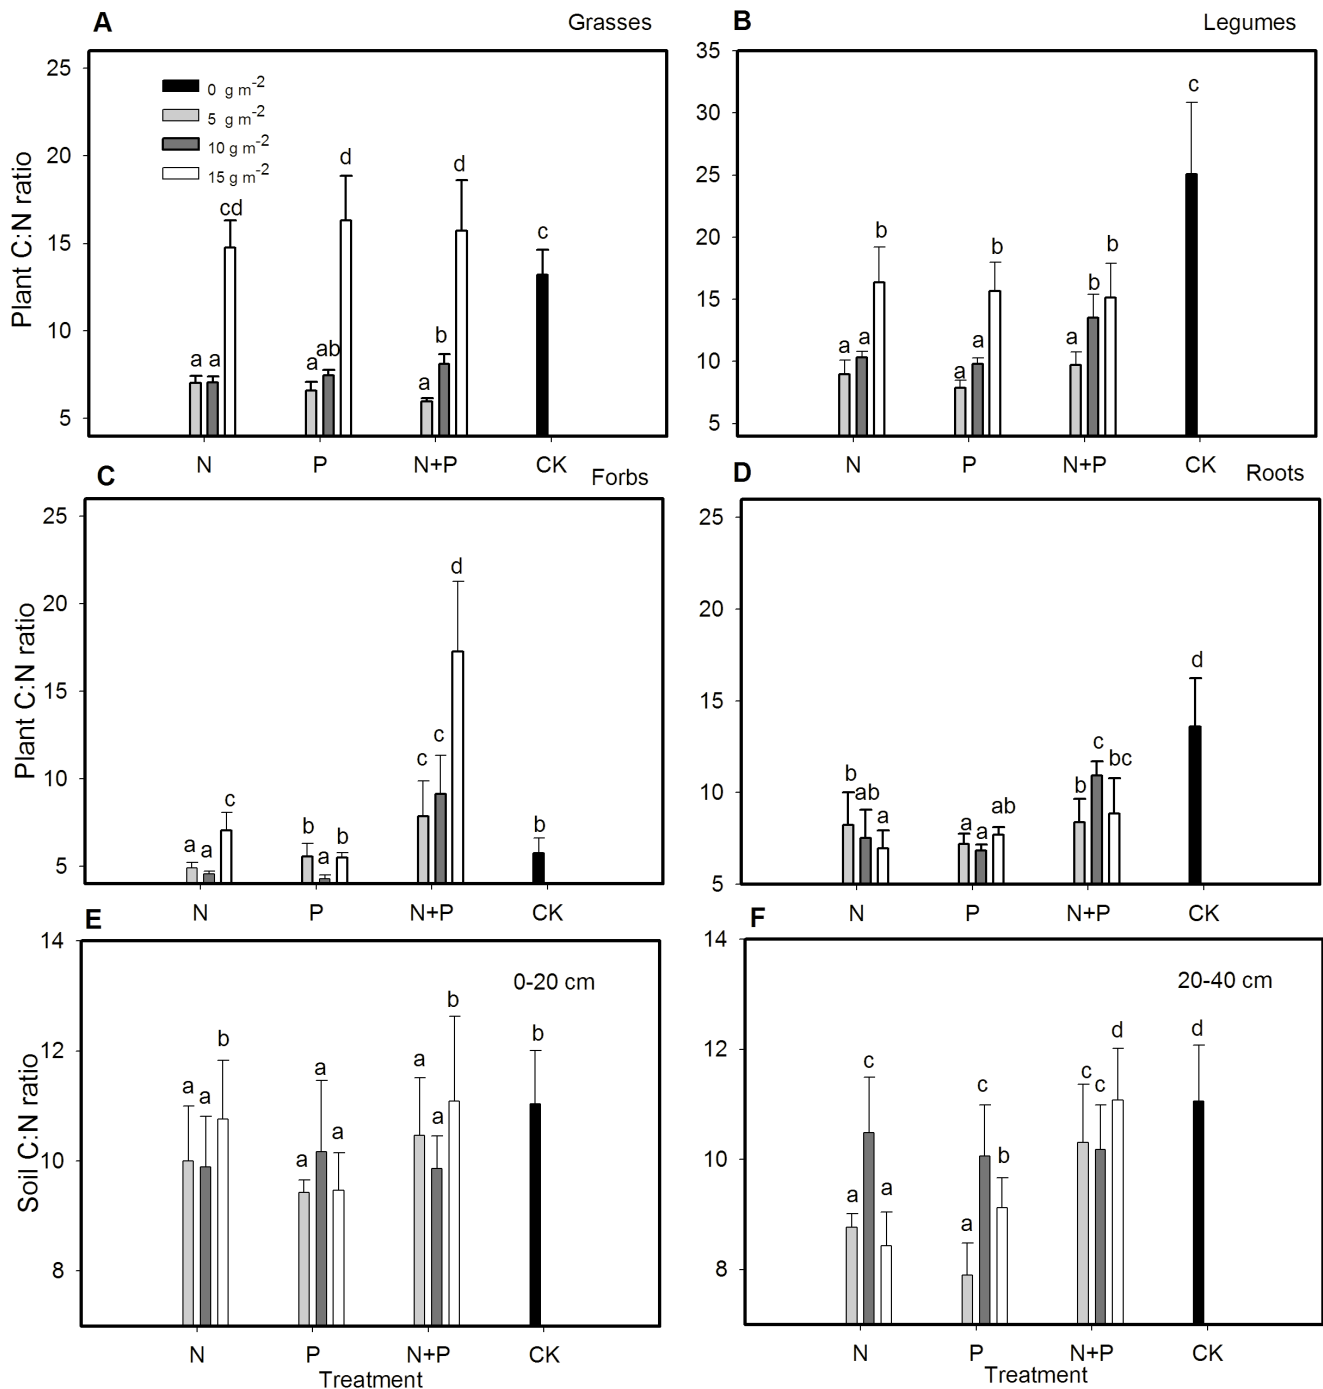 A
Grasses
25
20
15
10
5
Plant C:N ratio
0 g m-2
5 g m-2
10 g m-2
15 g m-2
a a cd
a ab d
a b d
c
N P N+P CK
B
Legumes
35
30
25
20
15
10
5
a a b
a a b
a b b
c
N P N+P CK
C
Forbs
25
20
15
10
5
Plant C:N ratio
a a c
b a b
c c d
b
N P N+P CK
D
Roots
25
20
15
10
5
b ab a
a a ab
b c bc
d
N P N+P CK
E
0-20 cm
14
12
10
8
Soil C:N ratio
a a b
a a a
a a b
b
N P N+P CK
Treatment
F
20-40 cm
14
12
10
8
a c a
a c b
c c d
d
N P N+P CK
Treatment